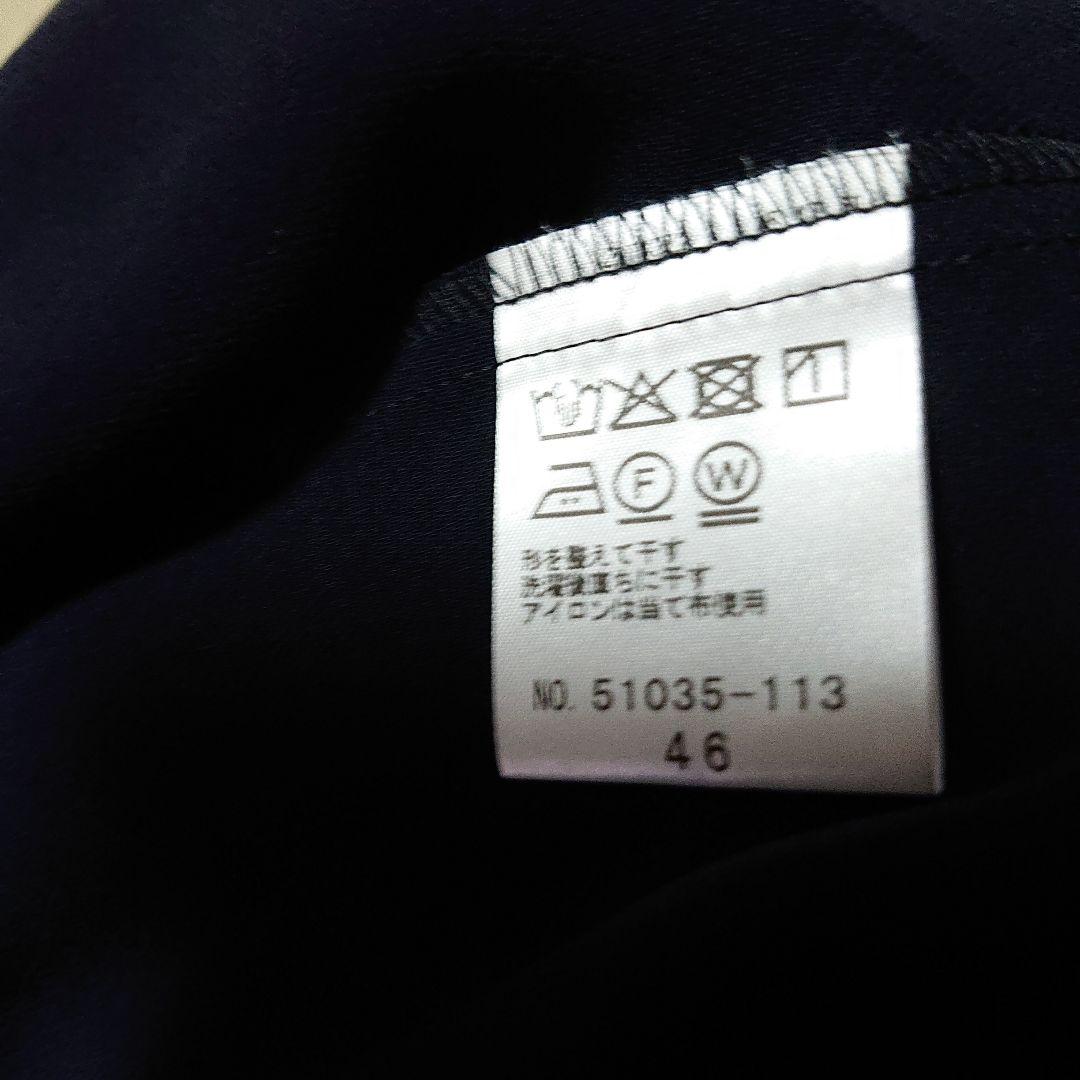 F W
形を整えて干す
洗濯後直ちに干す
アイロンは当て布使用
NO. 51035-113
46